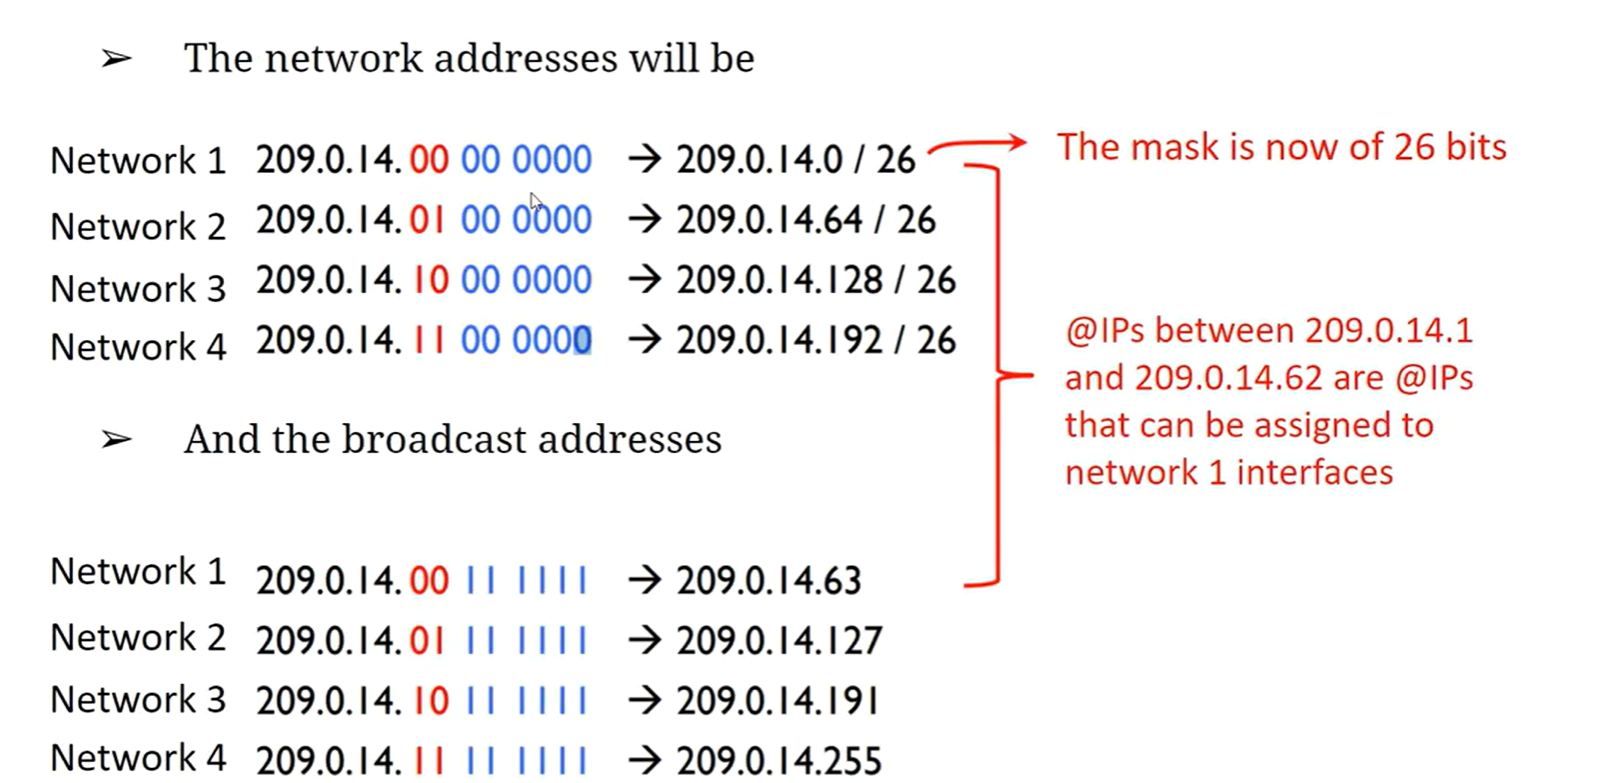 ➢ The network addresses will be
Network 1 209.0.14.00 00 0000 → 209.0.14.0 / 26
The mask is now of 26 bits
Network 2 209.0.14.01 00 0000 → 209.0.14.64 / 26
Network 3 209.0.14. 10 00 0000 → 209.0.14.128 / 26
Network 4 209.0.14. 11 00 0000 → 209.0.14.192 / 26
@IPs between 209.0.14.1
and 209.0.14.62 are @IPs
that can be assigned to
network 1 interfaces
➢ And the broadcast addresses
Network 1 209.0.14.00 11 1111 → 209.0.14.63
Network 2 209.0.14.01 11 1111 → 209.0.14.127
Network 3 209.0.14. 10 11 1111 → 209.0.14.191
Network 4 209.0.14. 11 11 1111 → 209.0.14.255